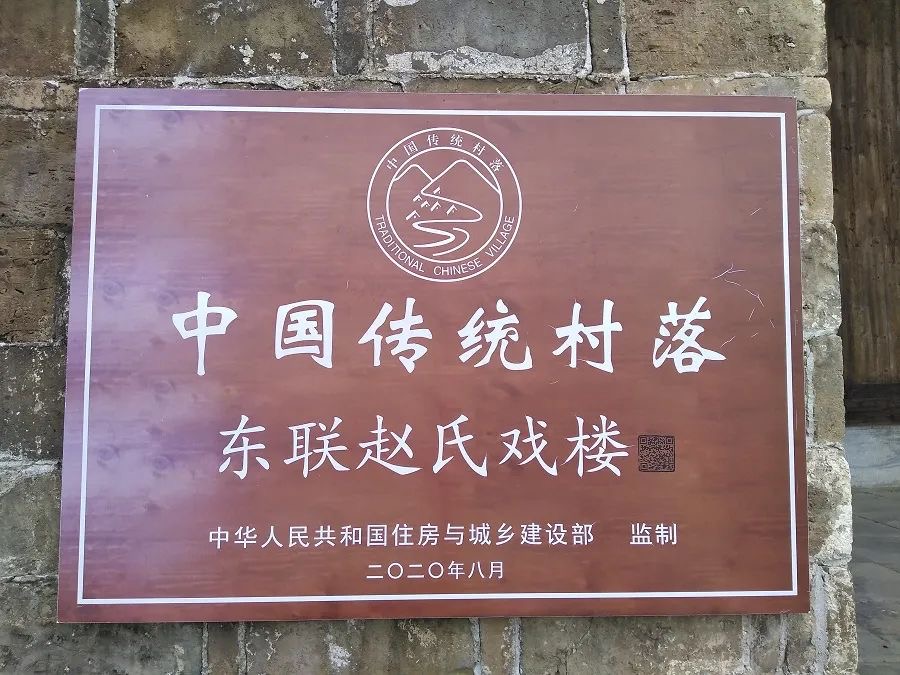 中国传统村落
TRADITIONAL CHINESE VILLAGE
中国传统村落
东联赵氏戏楼
中华人民共和国住房与城乡建设部 监制
二〇二〇年八月